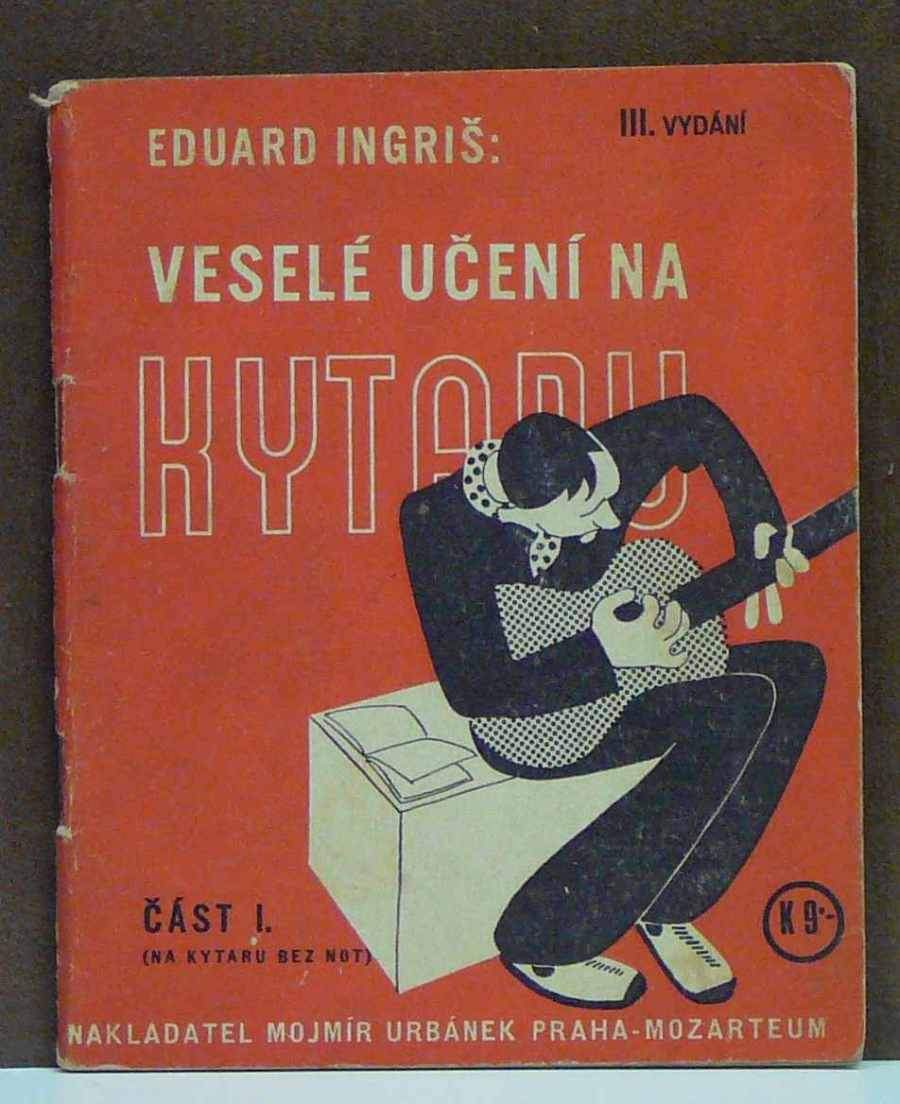 EDUARD INGRIŠ:
III. VYDÁNÍ
VESELÉ UČENÍ NA
KYTARU
ČÁST I.
(NA KYTARU BEZ NOT)
K 9·-
NAKLADATEL MOJMÍR URBÁNEK PRAHA-MOZARTEUM